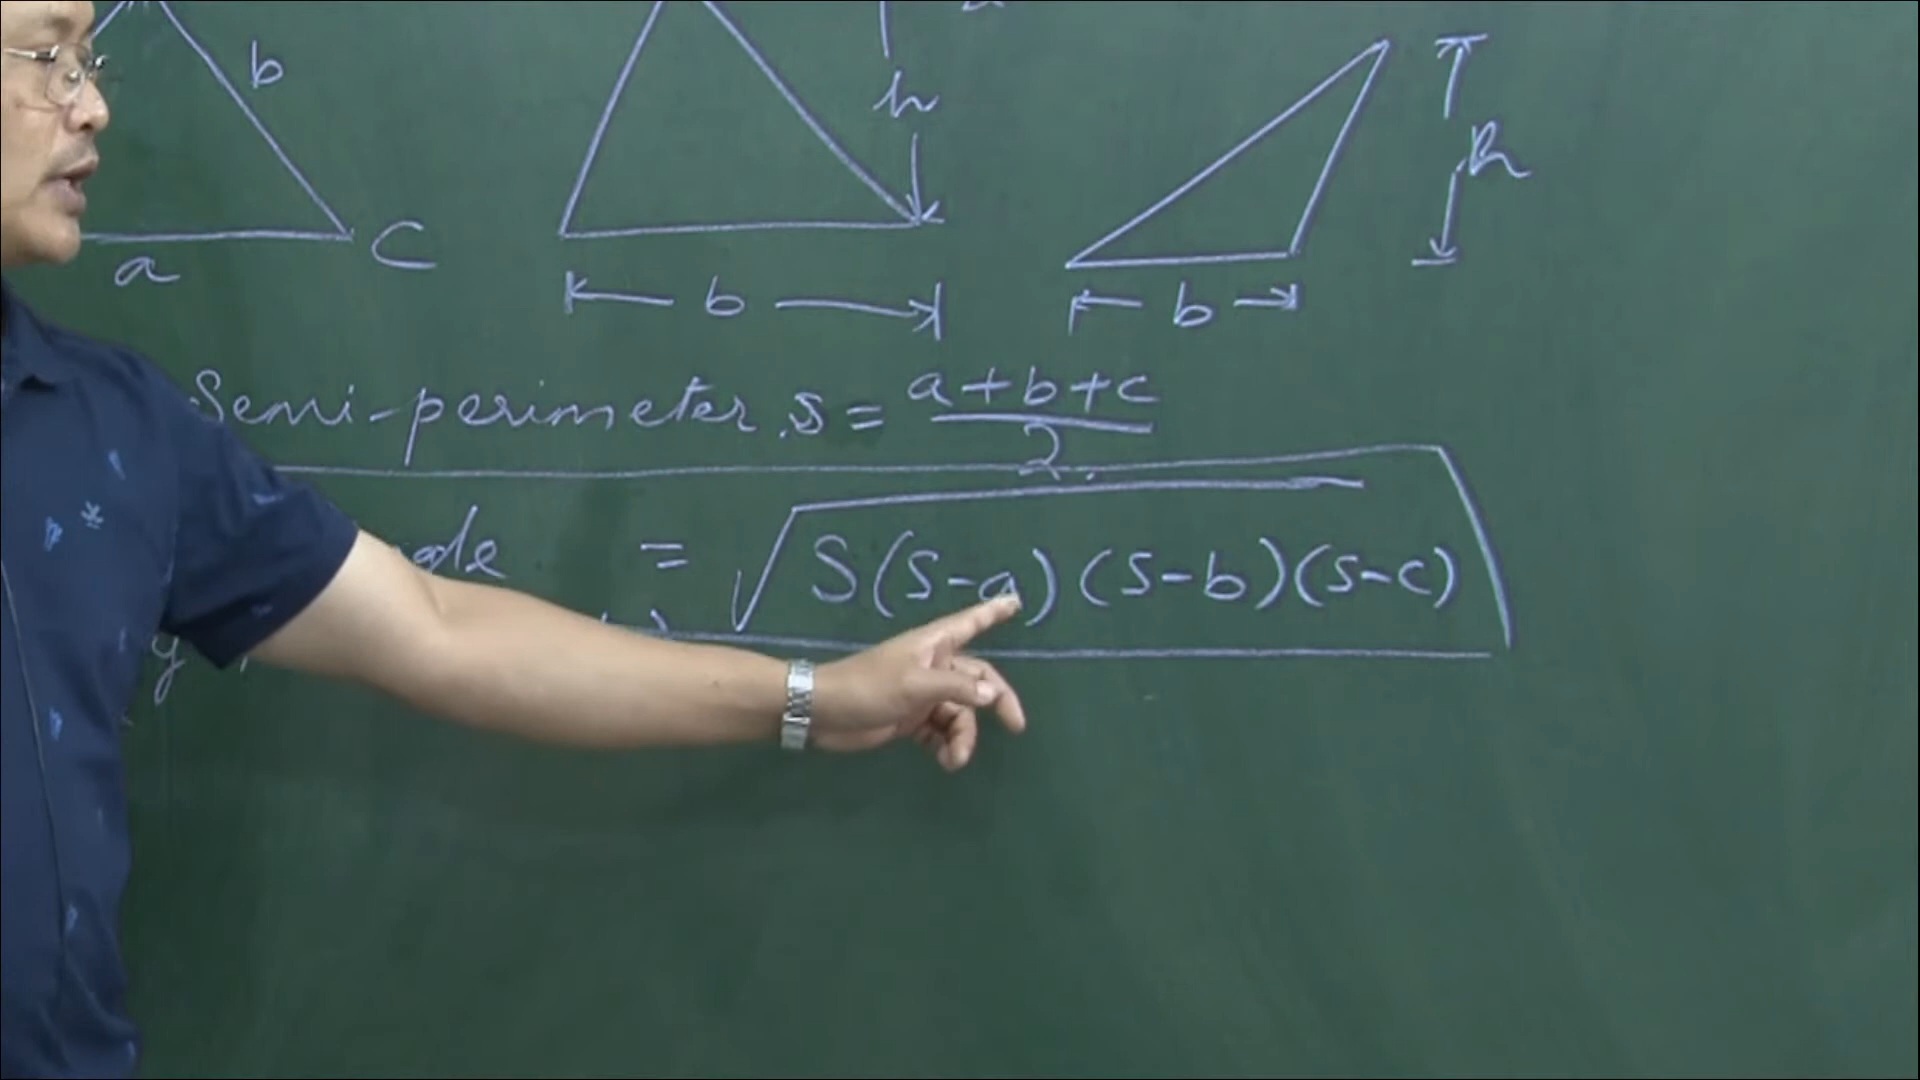 b
h
h
C
a
b
b
Semi-perimeter, s = a+b+c
2.
= √S(S-a)(S-b)(S-c)